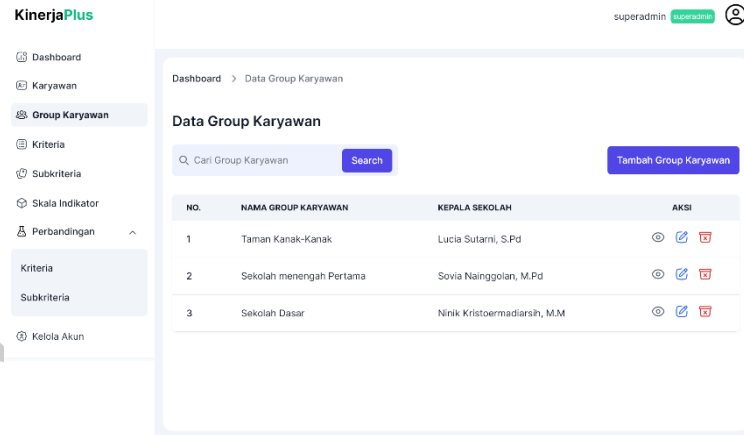 KinerjaPlus
superadmin superadmin
Dashboard
Karyawan
Group Karyawan
Kriteria
Subkriteria
Skala Indikator
Perbandingan
Kriteria
Subkriteria
Kelola Akun
Dashboard > Data Group Karyawan
Data Group Karyawan
Cari Group Karyawan Search Tambah Group Karyawan
NO. NAMA GROUP KARYAWAN KEPALA SEKOLAH AKSI
1 Taman Kanak-Kanak Lucia Sutarni, S.Pd
2 Sekolah menengah Pertama Sovia Nainggolan, M.Pd
3 Sekolah Dasar Ninik Kristoermadiarsih, M.M